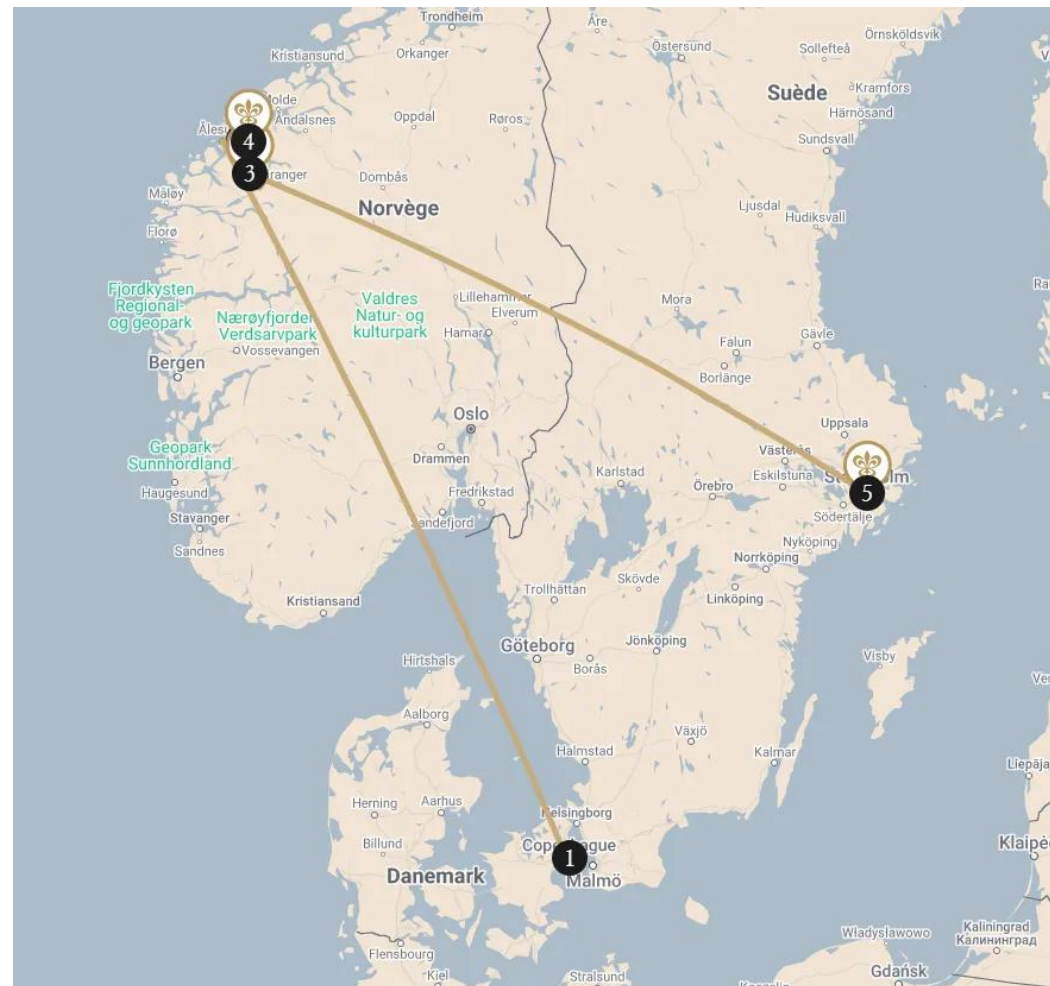 Trondheim
Åre
Örnsköldsvik
Kristiansund
Orkanger
Östersund
Sollefteå
Suède
Kramfors
Härnösand
Molde
Åndalsnes
Oppdal
Røros
Sundsvall
4
3
Måløy
Dombås
Norvège
Ljusdal
Hudiksvall
Florø
Fjordkysten
Regional-
og geopark
Nærøyfjorden
Verdsarvpark
Valdres
Natur- og
kulturpark
Lillehammer
Elverum
Mora
Hamar
Vossevangen
Falun
Gävle
Bergen
Borlänge
Oslo
Uppsala
Drammen
Västerås
Geopark
Sunnhordland
Karlstad
Eskilstuna
5
Haugesund
Fredrikstad
Örebro
Södertälje
Stavanger
Sandefjord
Nyköping
Sandnes
Norrköping
Skövde
Trollhättan
Linköping
Kristiansand
Göteborg
Jönköping
Hirtshals
Borås
Visby
Aalborg
Växjö
Halmstad
Kalmar
Liepāja
Herning
Aarhus
Helsingborg
Billund
Copenhague
1
Malmö
Danemark
Klaipė
Władysławowo
Kaliningrad
Калининград
Flensbourg
Kiel
Stralsund
Gdańsk